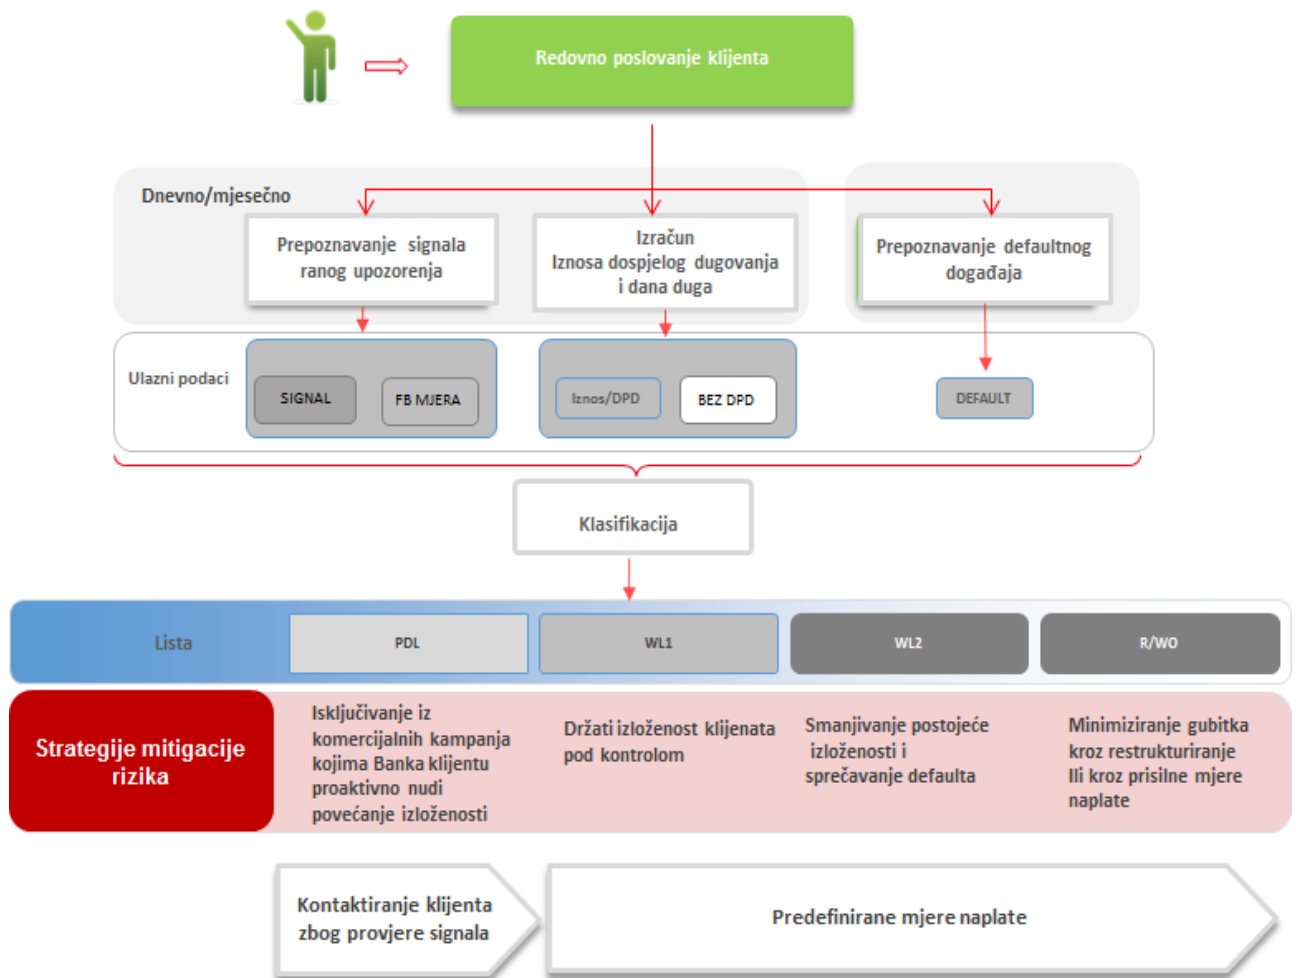 Redovno poslovanje klijenta
Dnevno/mjesečno
Prepoznavanje signala
ranog upozorenja
Izračun
Iznosa dospjelog dugovanja
i dana duga
Prepoznavanje defaultnog
događaja
Ulazni podaci
SIGNAL
FB MJERA
Iznos/DPD
BEZ DPD
DEFAULT
Klasifikacija
Lista
PDL
WL1
WL2
R/WO
Strategije mitigacije
rizika
Isključivanje iz
komercijalnih kampanja
kojima Banka klijentu
proaktivno nudi
povećanje izloženosti
Držati izloženost klijenata
pod kontrolom
Smanjivanje postojeće
izloženosti i
sprečavanje defaulta
Minimiziranje gubitka
kroz restrukturiranje
Ili kroz prisilne mjere
naplate
Kontaktiranje klijenta
zbog provjere signala
Predefinirane mjere naplate